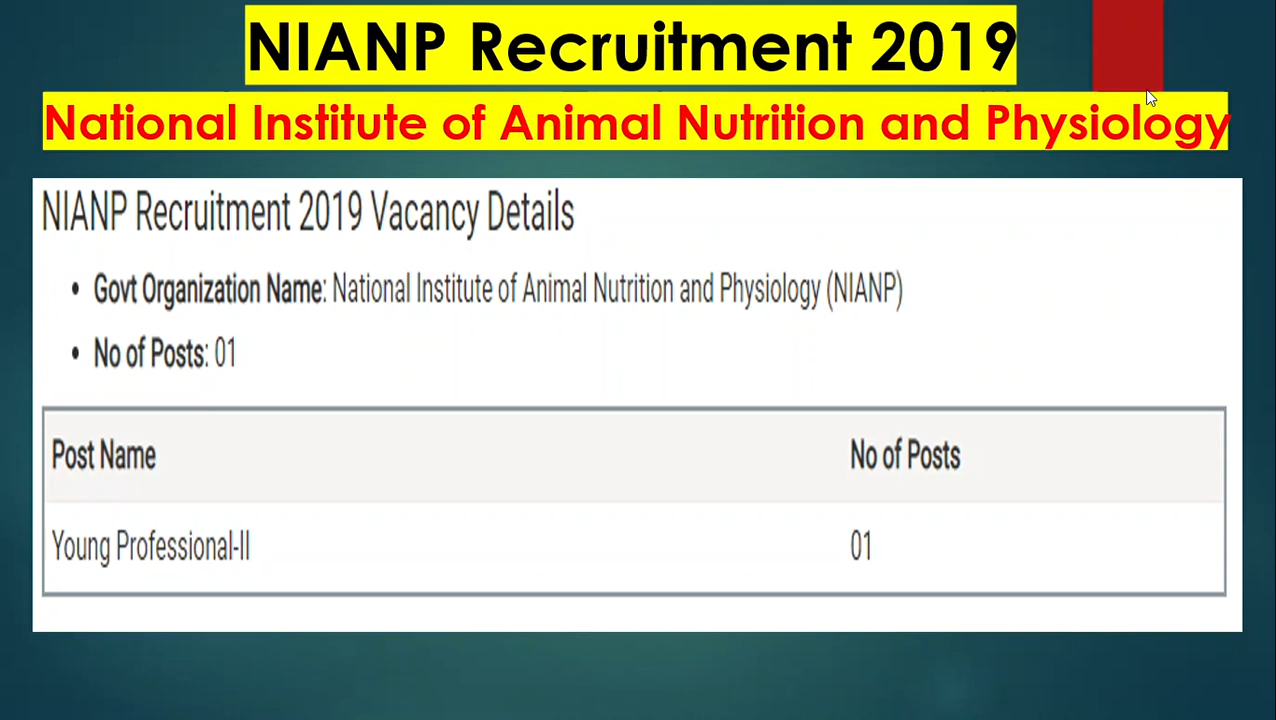 NIANP Recruitment 2019
National Institute of Animal Nutrition and Physiology
NIANP Recruitment 2019 Vacancy Details
• Govt Organization Name: National Institute of Animal Nutrition and Physiology (NIANP)
• No of Posts: 01
Post Name No of Posts
Young Professional-II 01